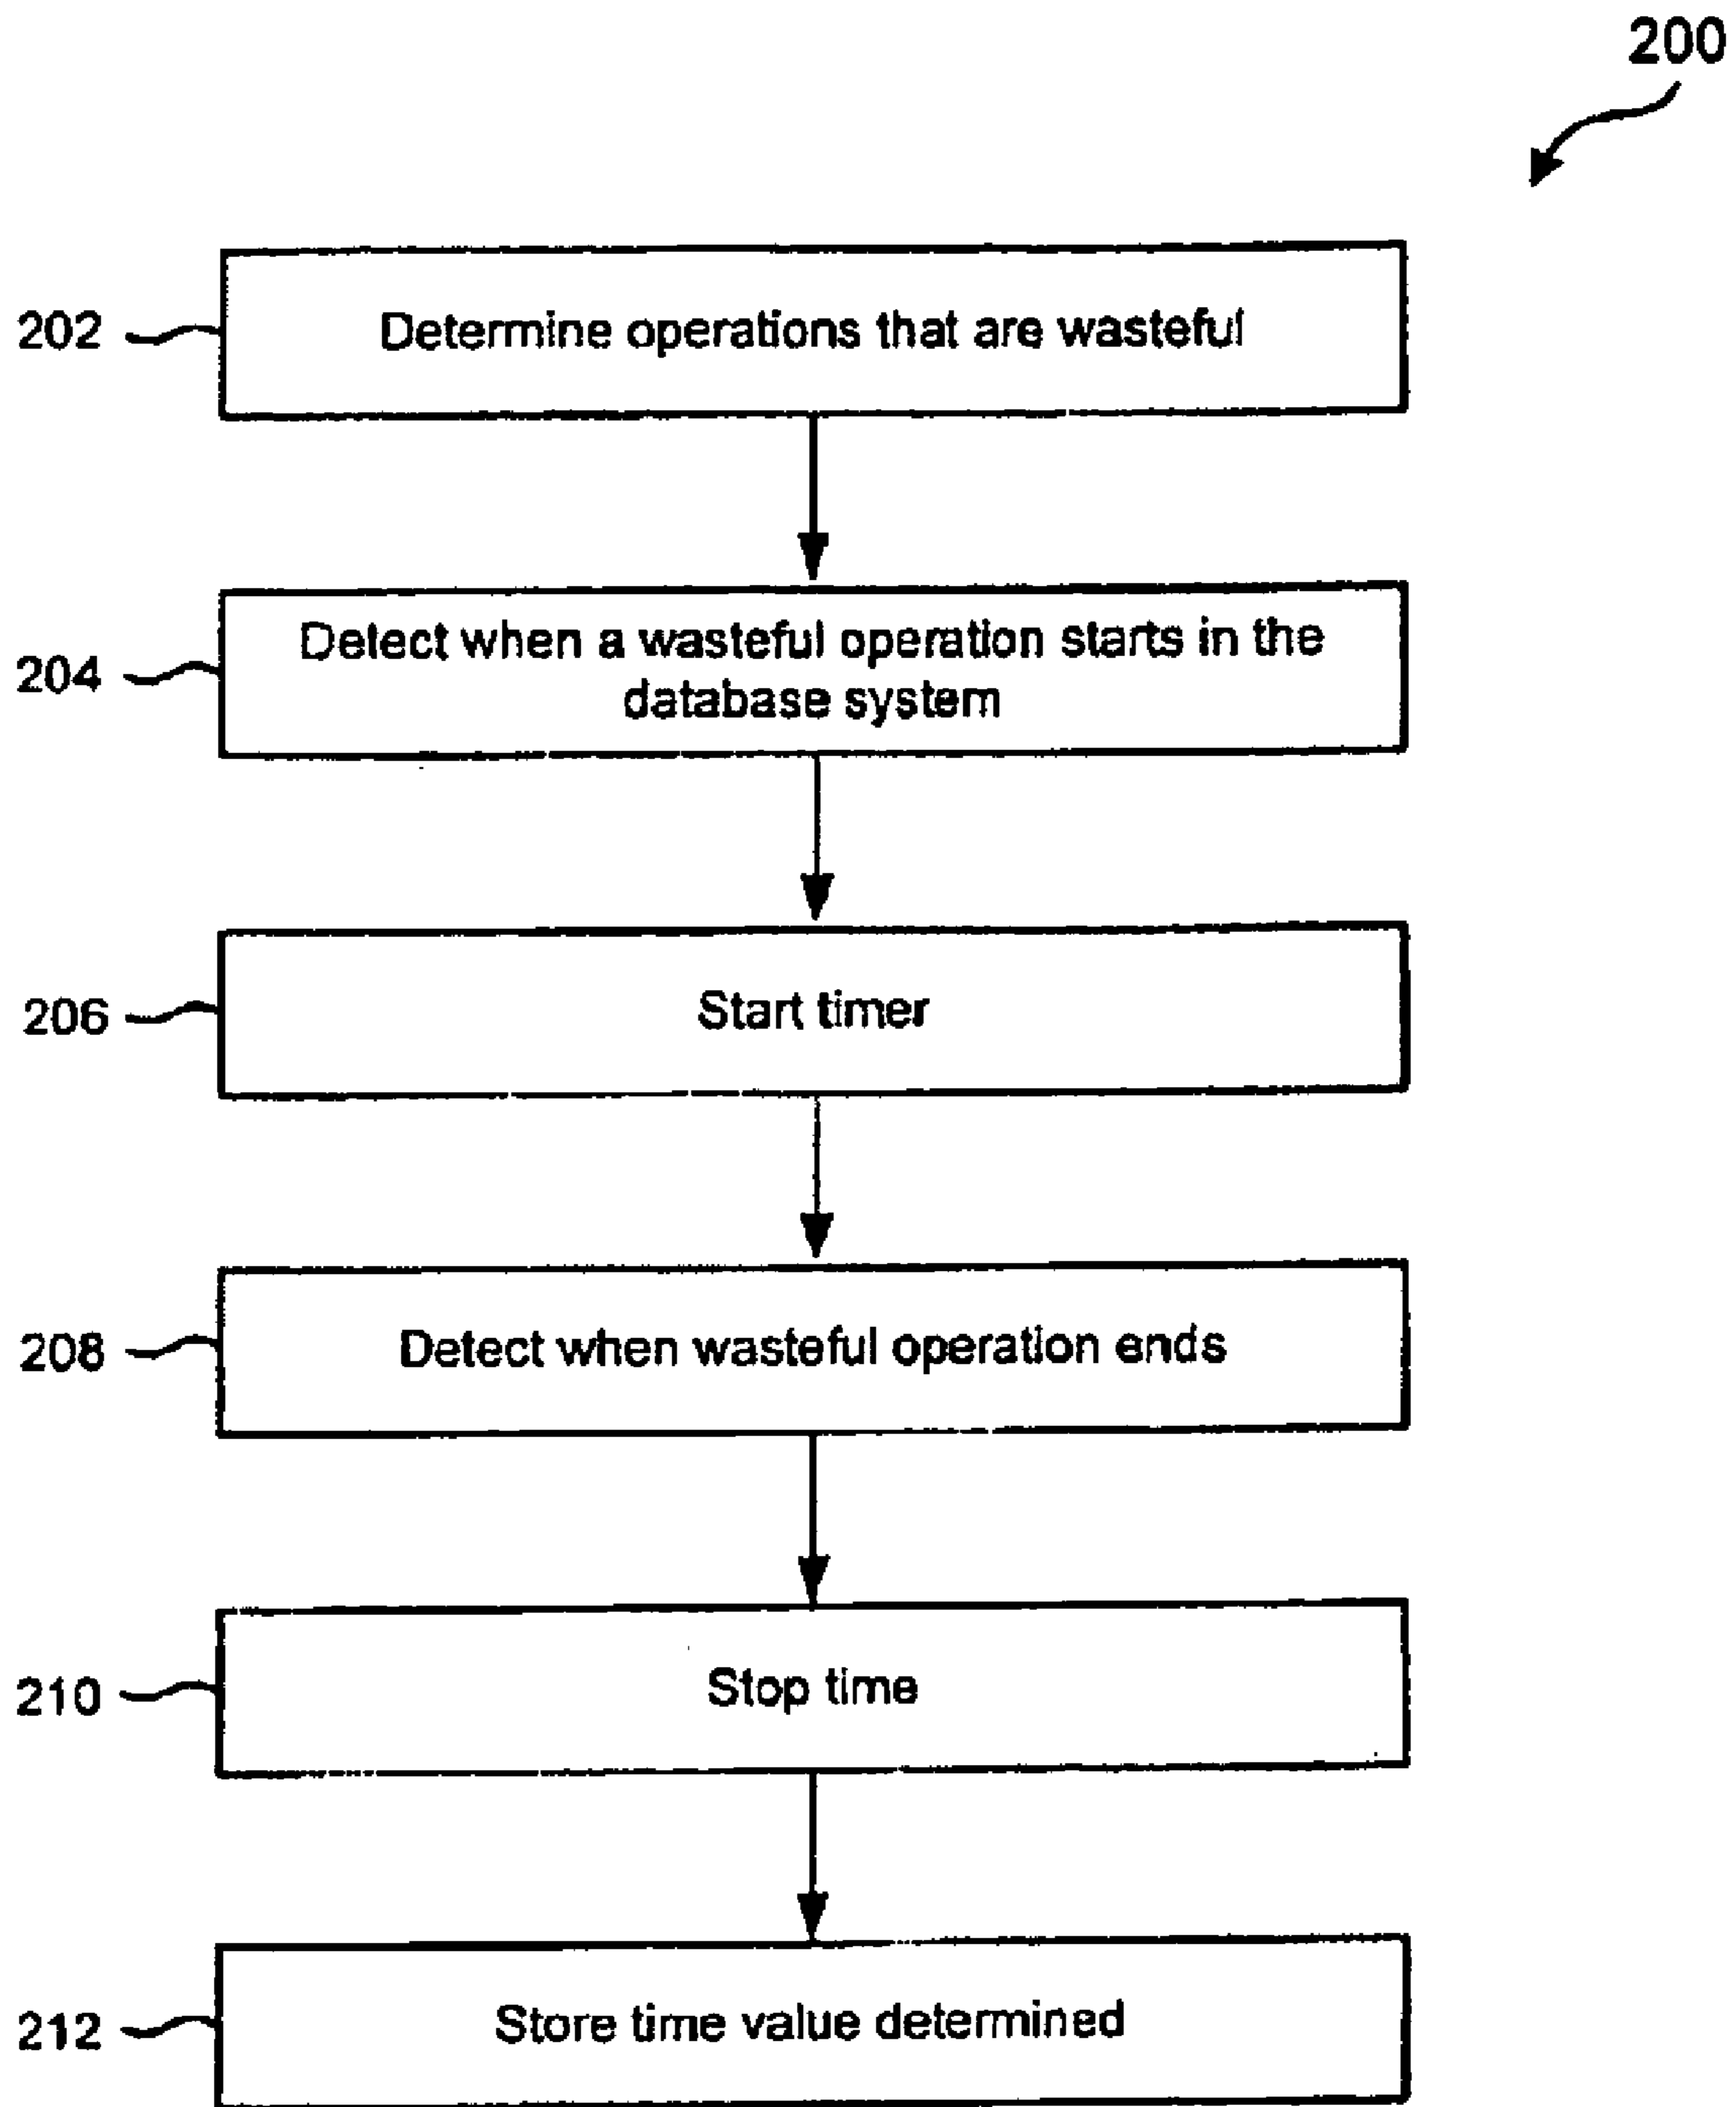 200
202
Determine operations that are wasteful
204
Detect when a wasteful operation starts in the
database system
206
Start timer
208
Detect when wasteful operation ends
210
Stop time
212
Store time value determined